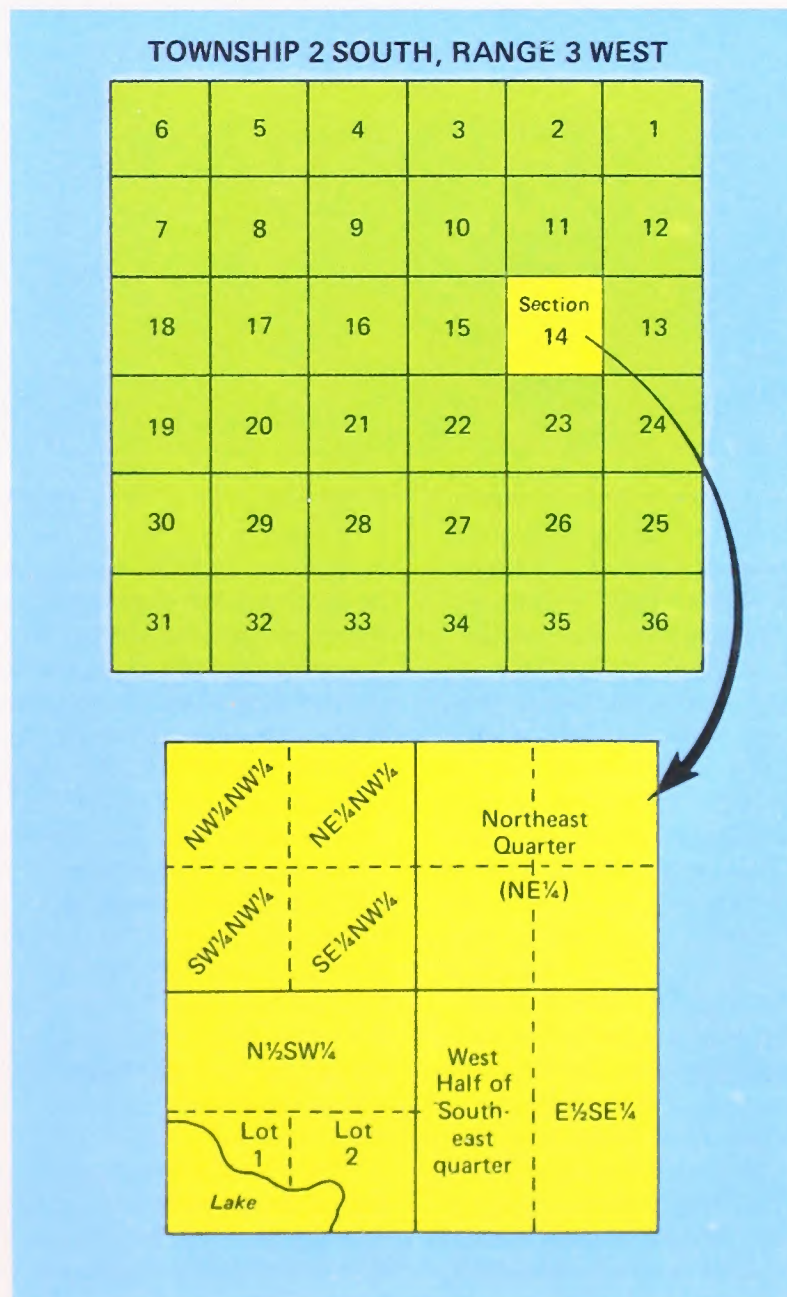 TOWNSHIP 2 SOUTH, RANGE 3 WEST
6 5 4 3 2 1
7 8 9 10 11 12
Section
18 17 16 15 14 13
19 20 21 22 23 24
30 29 28 27 26 25
31 32 33 34 35 36
NW¼NW¼ NE¼NW¼
Northeast
Quarter
(NE¼)
SW¼NW¼ SE¼NW¼
N½SW¼
West
Half of
South-
east
quarter
E½SE¼
Lot
1
Lot
2
Lake